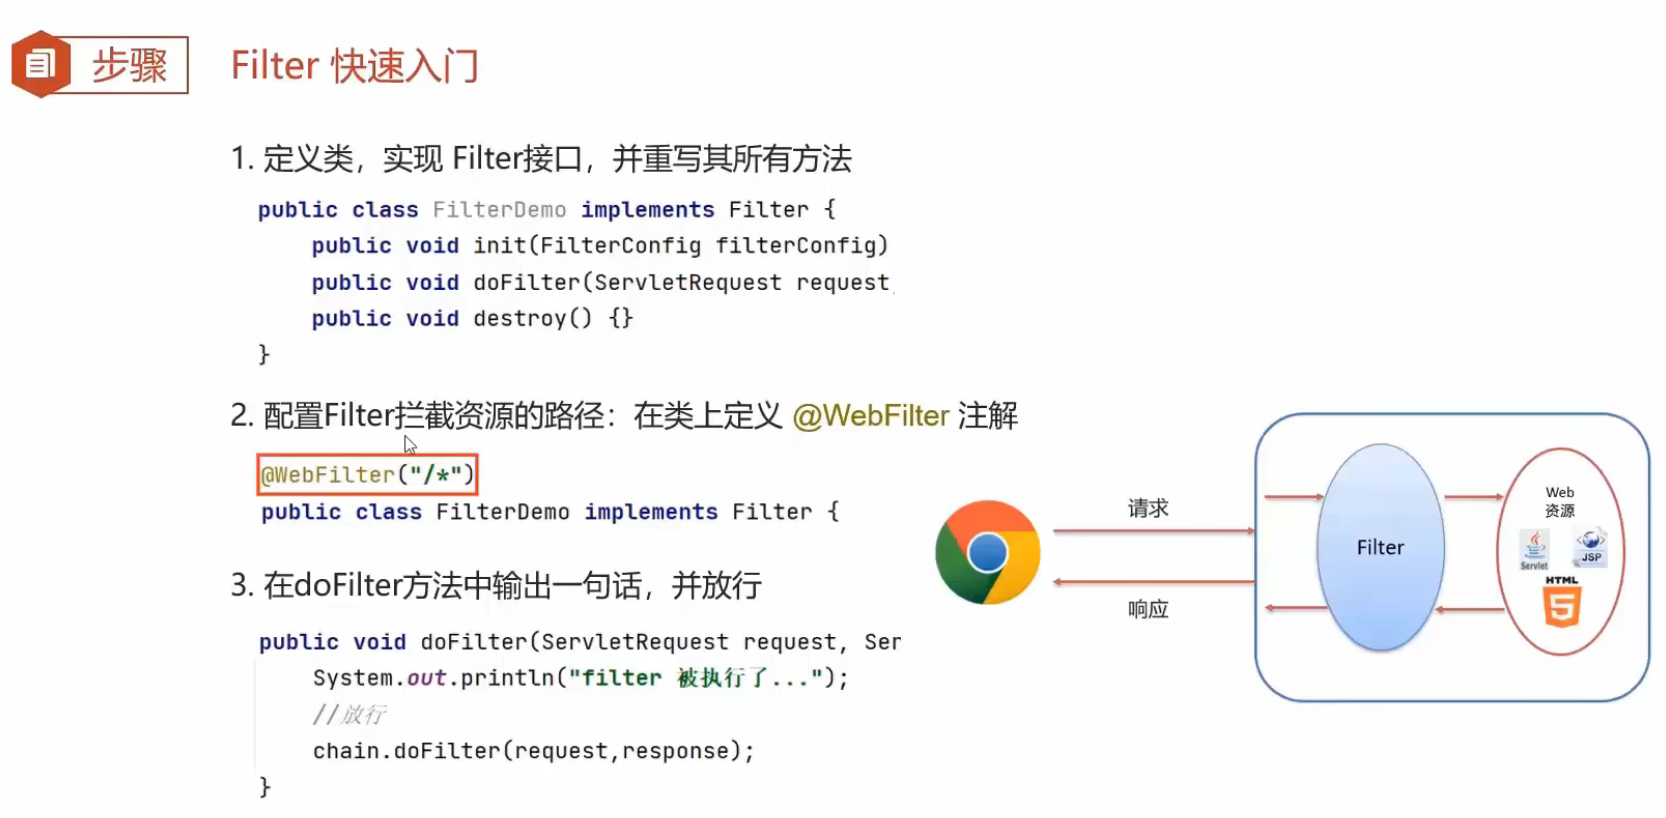 步骤
Filter 快速入门
1. 定义类，实现 Filter接口，并重写其所有方法
public class FilterDemo implements Filter {
    public void init(FilterConfig filterConfig)
    public void doFilter(ServletRequest request
    public void destroy() {}
}
2. 配置Filter拦截资源的路径：在类上定义 @WebFilter 注解
@WebFilter("/*")
public class FilterDemo implements Filter {
3. 在doFilter方法中输出一句话，并放行
public void doFilter(ServletRequest request, Ser
    System.out.println("filter 被执行了...");
    //放行
    chain.doFilter(request,response);
}
请求
响应
Filter
Web
资源
Servlet
JSP
HTML
5